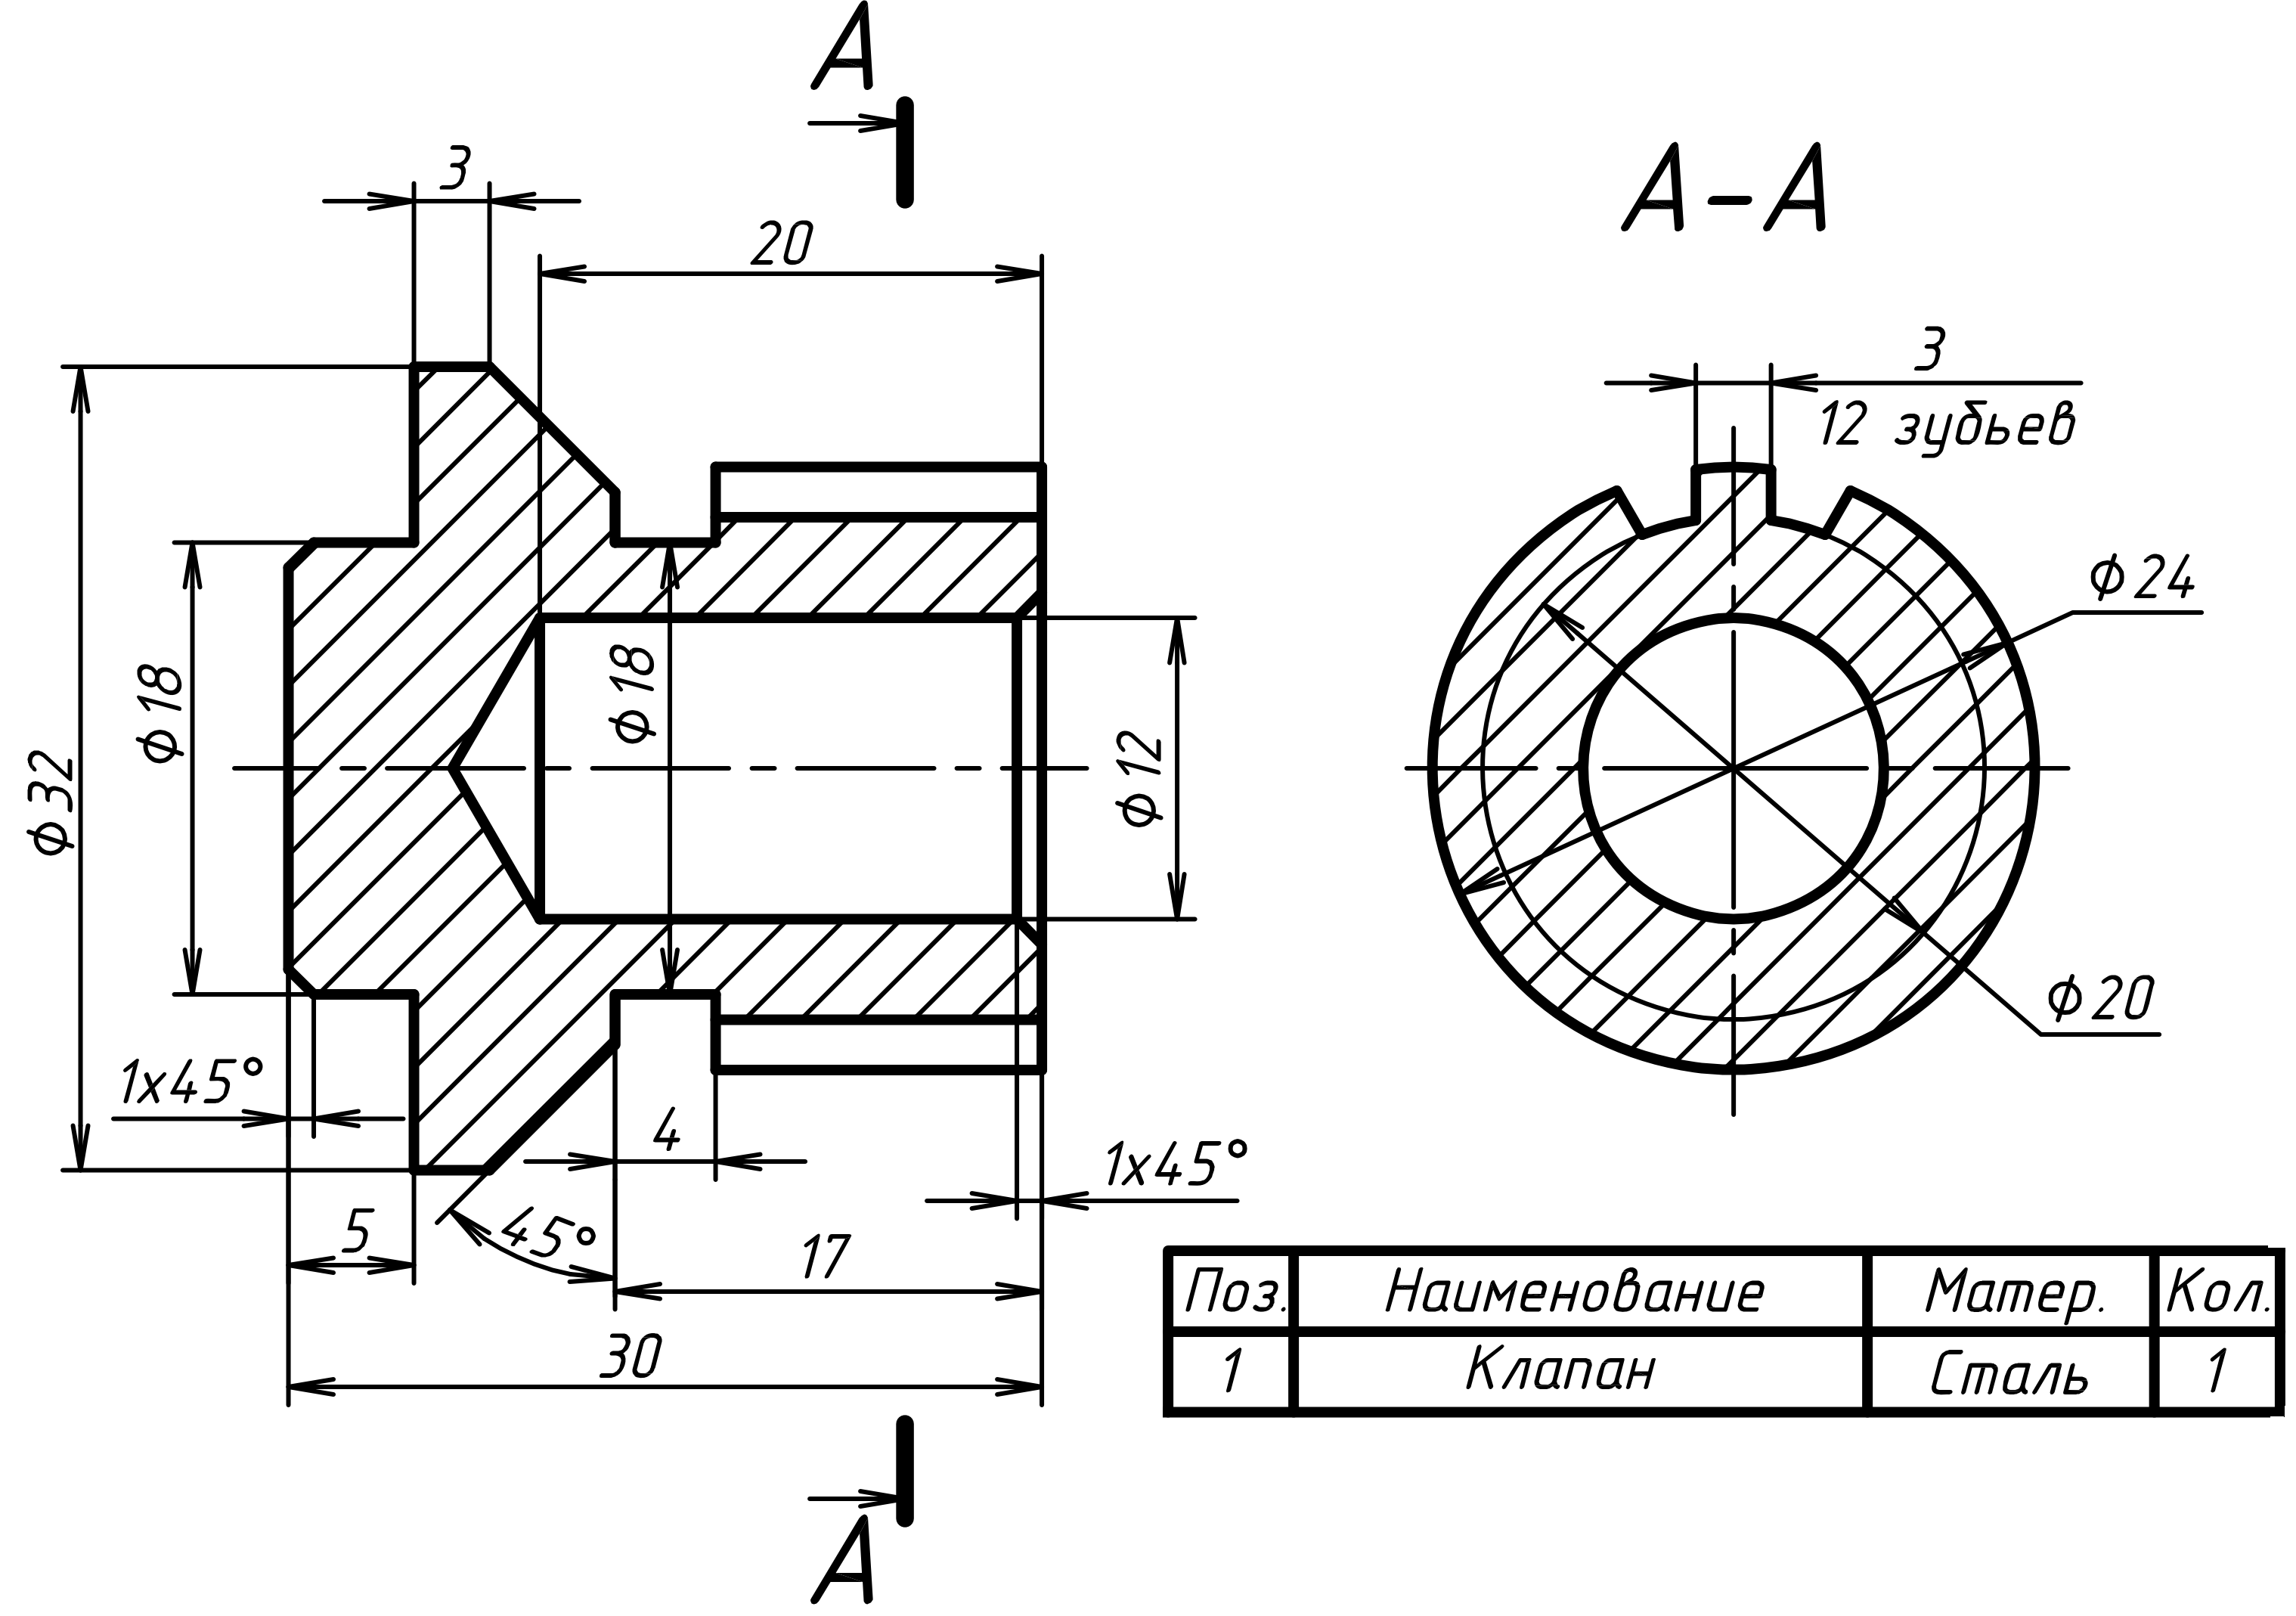 А
3
20
А-А
3
12 зубьев
ϕ24
ϕ32
ϕ18
ϕ18
ϕ12
ϕ20
1x45°
4
1x45°
5
45°
17
30
Поз. Наименование Матер. Кол.
1 Клапан Сталь 1
А